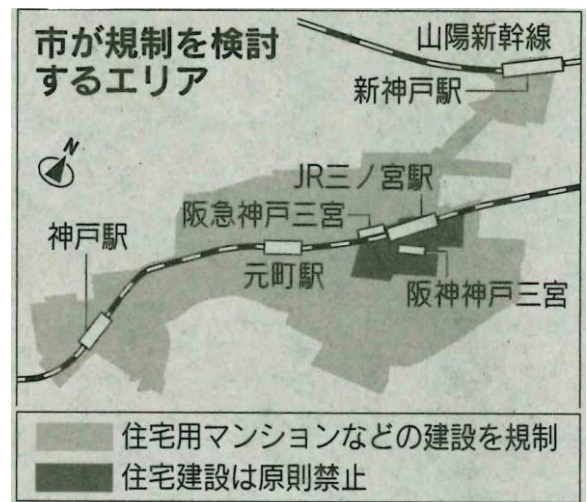 市が規制を検討
するエリア
山陽新幹線
新神戸駅
N
JR三ノ宮駅
阪急神戸三宮
神戸駅
元町駅
阪神神戸三宮
住宅用マンションなどの建設を規制
住宅建設は原則禁止